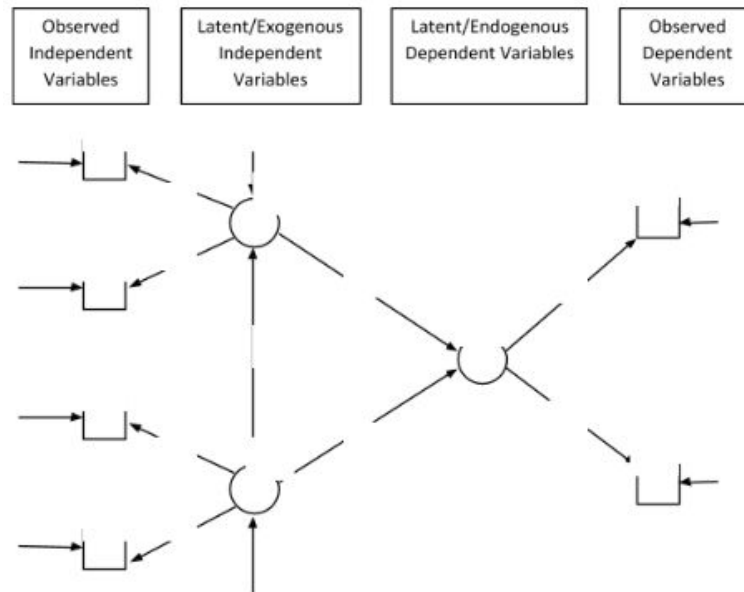 Observed
Independent
Variables
Latent/Exogenous
Independent
Variables
Latent/Endogenous
Dependent Variables
Observed
Dependent
Variables